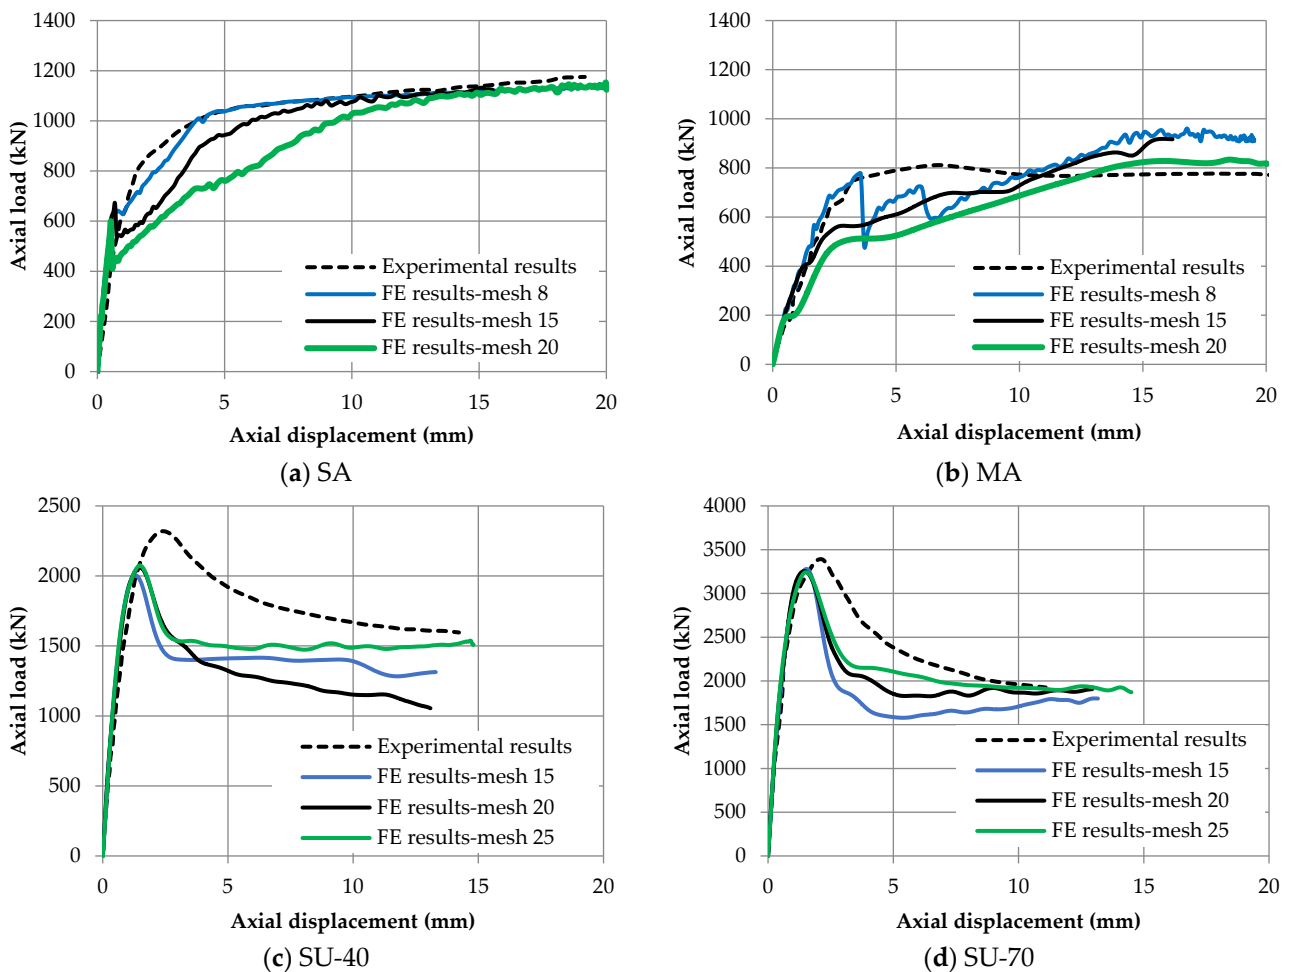 1400
1200
1000
800
600
400
200
0
Axial load (kN)
Experimental results
FE results-mesh 8
FE results-mesh 15
FE results-mesh 20
0 5 10 15 20
Axial displacement (mm)
(a) SA
1400
1200
1000
800
600
400
200
0
Axial load (kN)
Experimental results
FE results-mesh 8
FE results-mesh 15
FE results-mesh 20
0 5 10 15 20
Axial displacement (mm)
(b) MA
2500
2000
1500
1000
500
0
Axial load (kN)
Experimental results
FE results-mesh 15
FE results-mesh 20
FE results-mesh 25
0 5 10 15 20
Axial displacement (mm)
(c) SU-40
4000
3500
3000
2500
2000
1500
1000
500
0
Axial load (kN)
Experimental results
FE results-mesh 15
FE results-mesh 20
FE results-mesh 25
0 5 10 15 20
Axial displacement (mm)
(d) SU-70